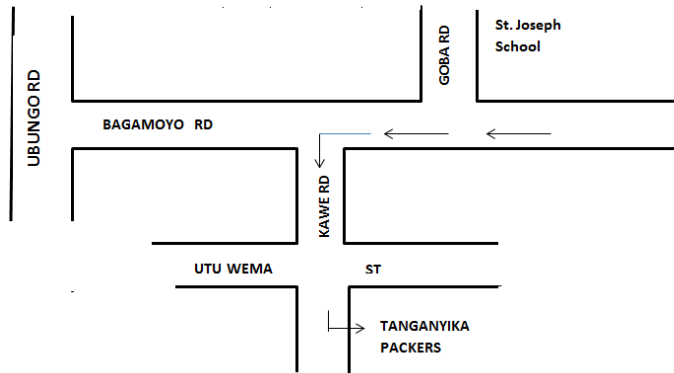 UBUNGO RD
GOBA RD
St. Joseph
School
BAGAMOYO RD
KAWE RD
UTU WEMA ST
TANGANYIKA
PACKERS